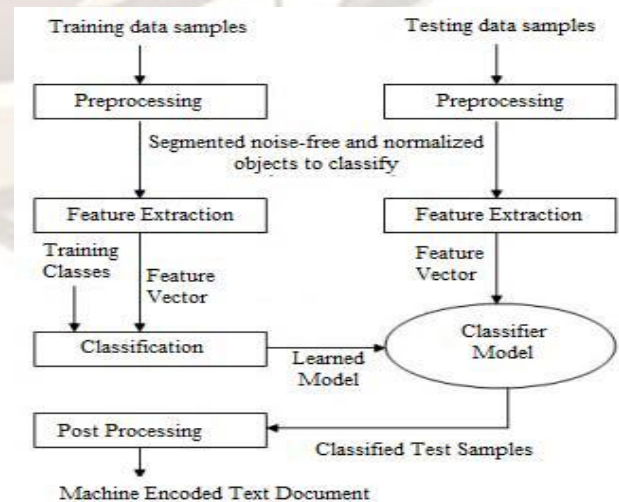 Training data samples
Testing data samples
Preprocessing
Preprocessing
Segmented noise-free and normalized
objects to classify
Feature Extraction
Feature Extraction
Training
Classes
Feature
Vector
Feature
Vector
Classification
Learned
Model
Classifier
Model
Post Processing
Classified Test Samples
Machine Encoded Text Document